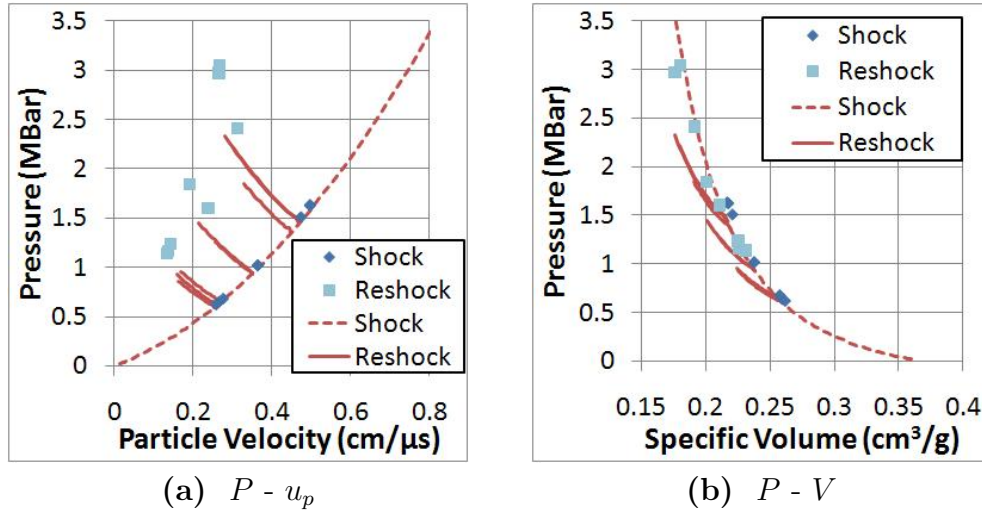 3.5
3
2.5
2
1.5
1
0.5
0
Pressure (MBar)
Shock
Reshock
Shock
Reshock
0 0.2 0.4 0.6 0.8
Particle Velocity (cm/µs)
(a) P - u_p
3.5
3
2.5
2
1.5
1
0.5
0
Pressure (MBar)
Shock
Reshock
Shock
Reshock
0.15 0.2 0.25 0.3 0.35 0.4
Specific Volume (cm³/g)
(b) P - V